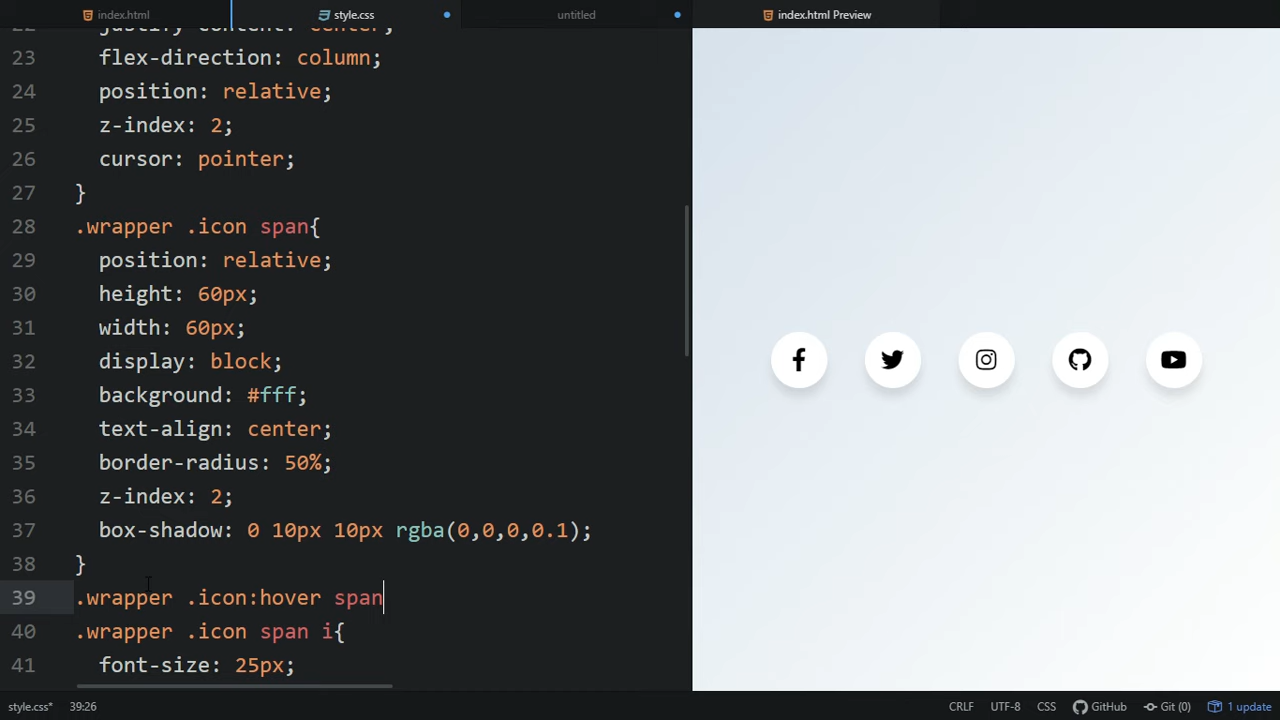 index.html
style.css
untitled
index.html Preview
22 justify-content: center;
23 flex-direction: column;
24 position: relative;
25 z-index: 2;
26 cursor: pointer;
27 }
28 .wrapper .icon span{
29 position: relative;
30 height: 60px;
31 width: 60px;
32 display: block;
33 background: #fff;
34 text-align: center;
35 border-radius: 50%;
36 z-index: 2;
37 box-shadow: 0 10px 10px rgba(0,0,0,0.1);
38 }
39 .wrapper .icon:hover span
40 .wrapper .icon span i{
41 font-size: 25px;
style.css* 39:26 CRLF UTF-8 CSS GitHub Git (0) 1 update